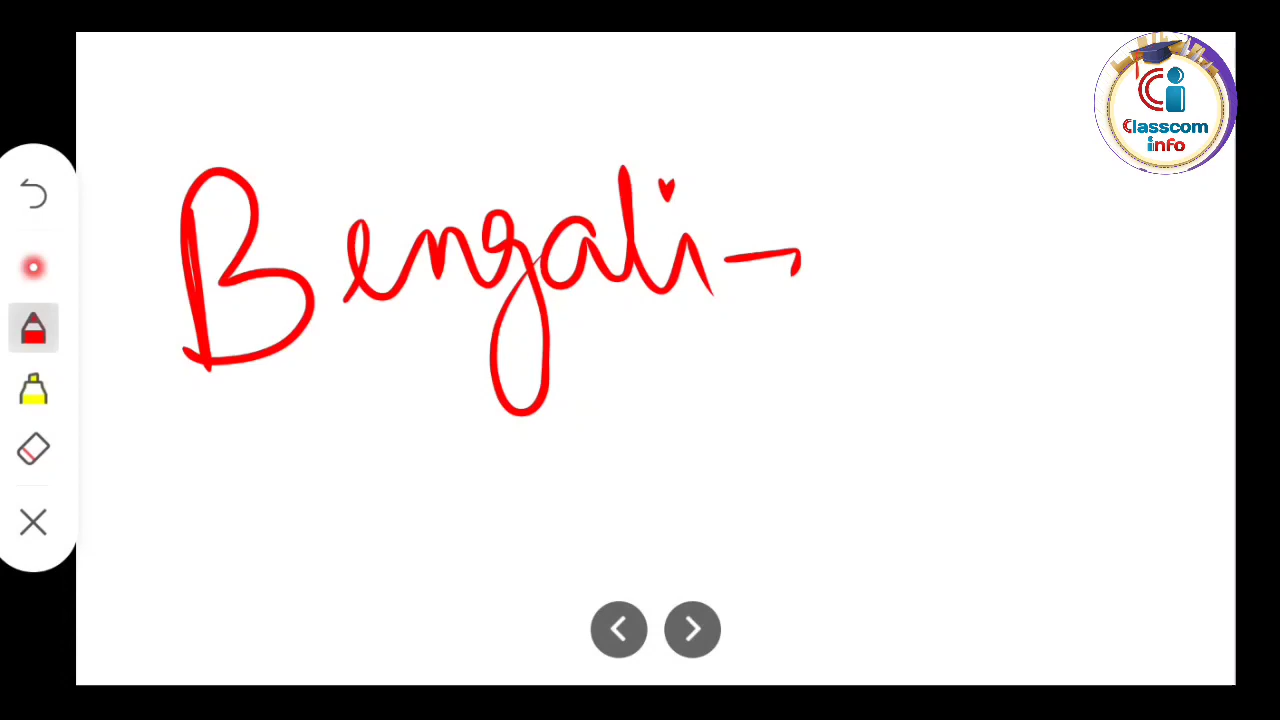 Classcom
info
Bengali →